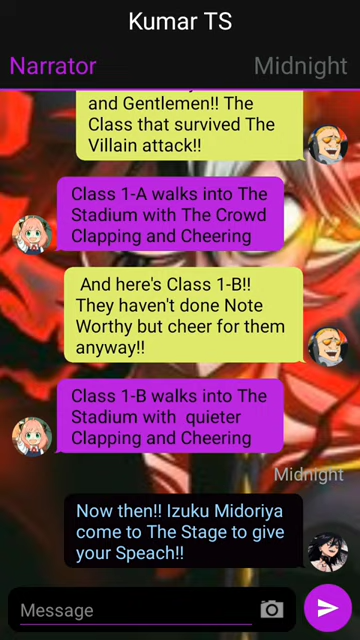 Kumar TS
Narrator
Midnight
and Gentlemen!! The
Class that survived The
Villain attack!!
Class 1-A walks into The
Stadium with The Crowd
Clapping and Cheering
And here's Class 1-B!!
They haven't done Note
Worthy but cheer for them
anyway!!
Class 1-B walks into The
Stadium with quieter
Clapping and Cheering
Midnight
Now then!! Izuku Midoriya
come to The Stage to give
your Speach!!
Message